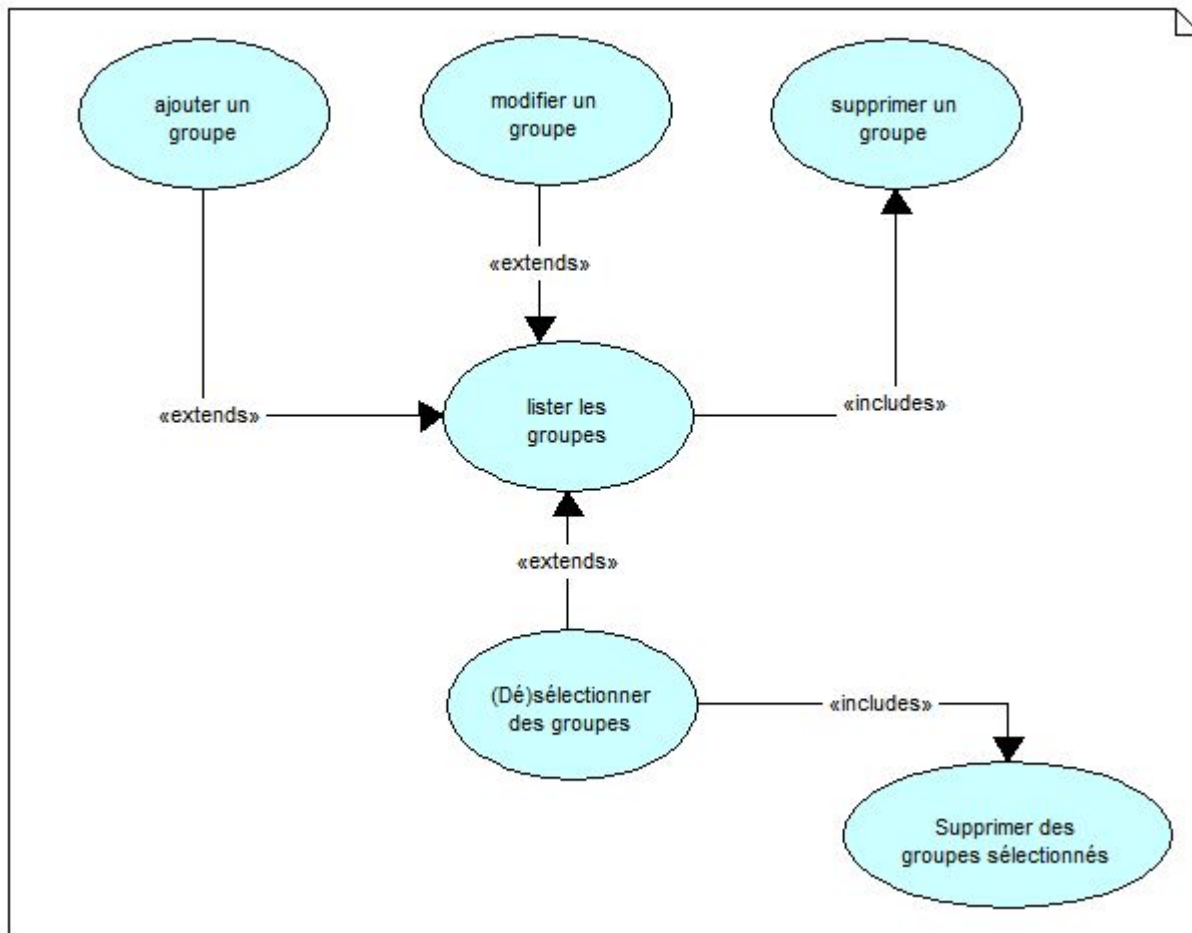 ajouter un
groupe
modifier un
groupe
supprimer un
groupe
«extends»
«extends»
lister les
groupes
«includes»
«extends»
(Dé)sélectionner
des groupes
«includes»
Supprimer des
groupes sélectionnés